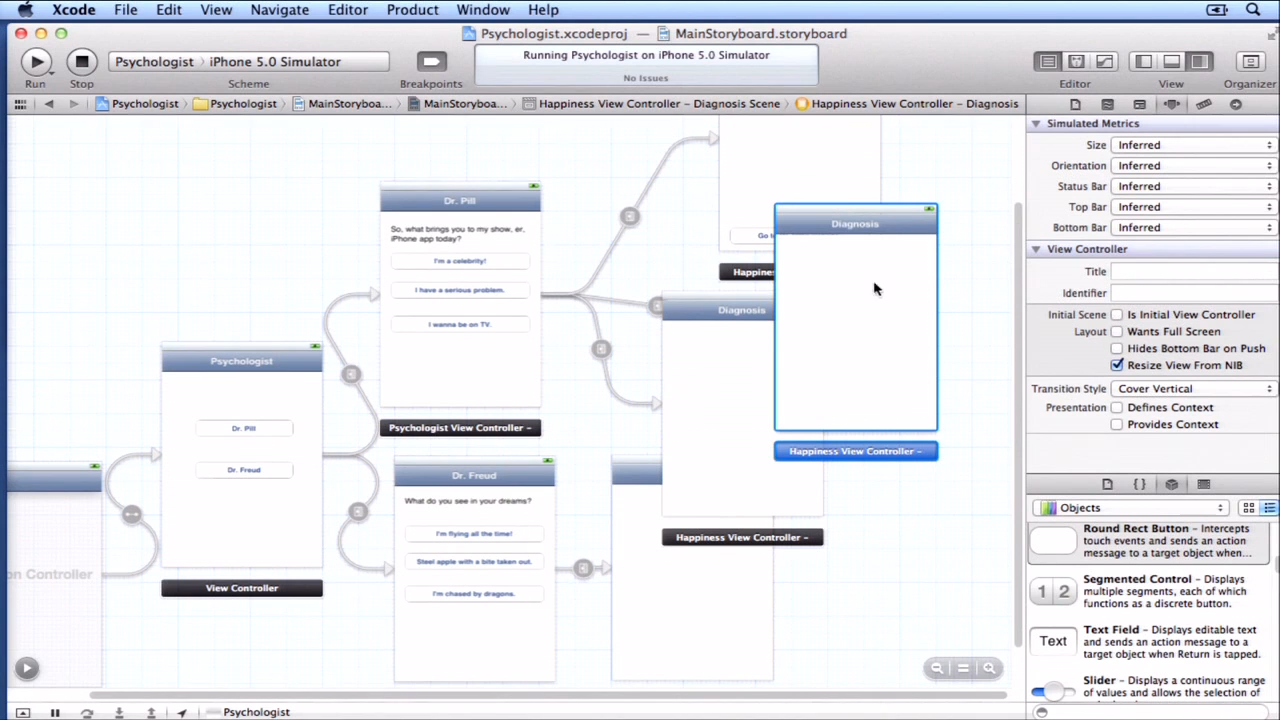 Xcode File Edit View Navigate Editor Product Window Help
Psychologist.xcodeproj — MainStoryboard.storyboard
Run Stop
Psychologist › iPhone 5.0 Simulator
Scheme
Breakpoints
Running Psychologist on iPhone 5.0 Simulator
No Issues
Editor View Organizer
Psychologist Psychologist MainStoryboa... MainStoryboa... Happiness View Controller – Diagnosis Scene Happiness View Controller – Diagnosis
Dr. Pill
So, what brings you to my show, er,
iPhone app today?
I'm a celebrity!
I have a serious problem.
I wanna be on TV.
Psychologist View Controller –
Psychologist
Dr. Pill
Dr. Freud
View Controller
on Controller
Dr. Freud
What do you see in your dreams?
I'm flying all the time!
Steel apple with a bite taken out.
I'm chased by dragons.
Go t
Happines
Diagnosis
Happiness View Controller –
Diagnosis
Happiness View Controller –
Simulated Metrics
Size Inferred
Orientation Inferred
Status Bar Inferred
Top Bar Inferred
Bottom Bar Inferred
View Controller
Title
Identifier
Initial Scene Is Initial View Controller
Layout Wants Full Screen
Hides Bottom Bar on Push
Resize View From NIB
Transition Style Cover Vertical
Presentation Defines Context
Provides Context
Objects
Round Rect Button – Intercepts
touch events and sends an action
message to a target object when...
1 2
Segmented Control – Displays
multiple segments, each of which
functions as a discrete button.
Text
Text Field – Displays editable text
and sends an action message to a
target object when Return is tapped.
Slider – Displays a continuous range
of values and allows the selection of
Psychologist